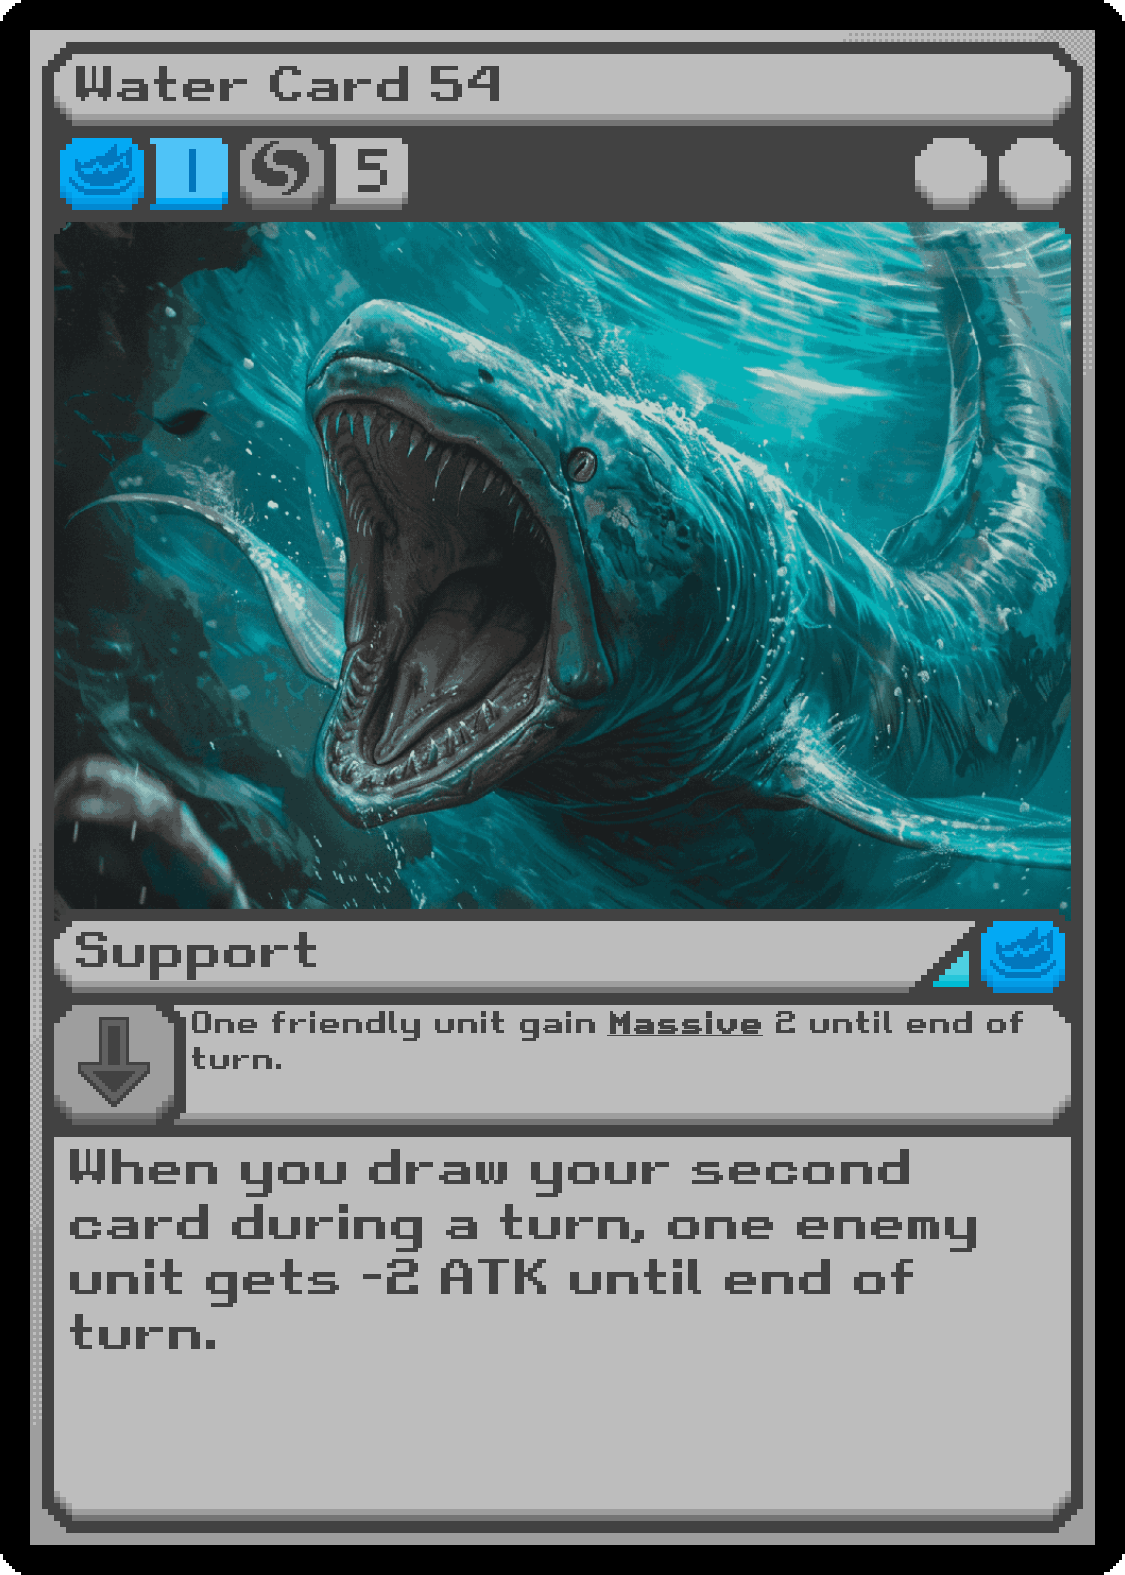 Water Card 54
1 5
Support
One friendly unit gain Massive 2 until end of
turn.
When you draw your second
card during a turn, one enemy
unit gets -2 ATK until end of
turn.